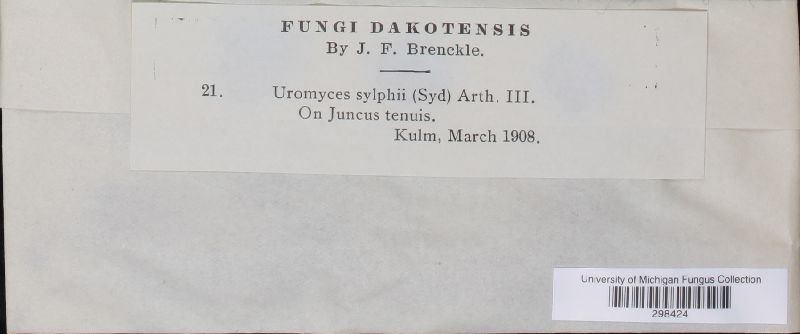 FUNGI DAKOTENSIS
By J. F. Brenckle.
21. Uromyces sylphii (Syd) Arth. III.
On Juncus tenuis.
Kulm, March 1908.
University of Michigan Fungus Collection
298424